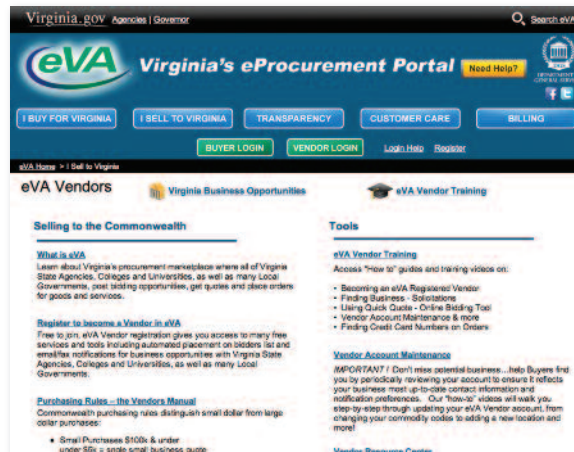 Virginia.gov Agencies | Governor
Search eVA
eVA Virginia's eProcurement Portal
Need Help?
DEPARTMENT
GENERAL SERVICES
I BUY FOR VIRGINIA
I SELL TO VIRGINIA
TRANSPARENCY
CUSTOMER CARE
BILLING
BUYER LOGIN
VENDOR LOGIN
Login Help
Register
eVA Home > I Sell to Virginia
eVA Vendors
Virginia Business Opportunities
eVA Vendor Training
Selling to the Commonwealth
What is eVA
Learn about Virginia's procurement marketplace where all of Virginia
State Agencies, Colleges and Universities, as well as many Local
Governments, post bidding opportunities, get quotes and place orders
for goods and services.
Register to become a Vendor in eVA
Free to join, eVA Vendor registration gives you access to many free
services and tools including automated placement on bidders list and
email/fax notifications for business opportunities with Virginia State
Agencies, Colleges and Universities, as well as many Local
Governments.
Purchasing Rules – the Vendors Manual
Commonwealth purchasing rules distinguish small dollar from large
dollar purchases:
• Small Purchases $100k & under
under $5k = single small business quote
Tools
eVA Vendor Training
Access "How to" guides and training videos on:
• Becoming an eVA Registered Vendor
• Finding Business - Solicitations
• Using Quick Quote - Online Bidding Tool
• Vendor Account Maintenance & more
• Finding Credit Card Numbers on Orders
Vendor Account Maintenance
IMPORTANT ! Don't miss potential business…help Buyers find
you by periodically reviewing your account to ensure it reflects
your business most up-to-date contact information and
notification preferences. Our "how-to" videos will walk you
step-by-step through updating your eVA Vendor account, from
changing your commodity codes to adding a new location and
more!
Vendor Resource Center